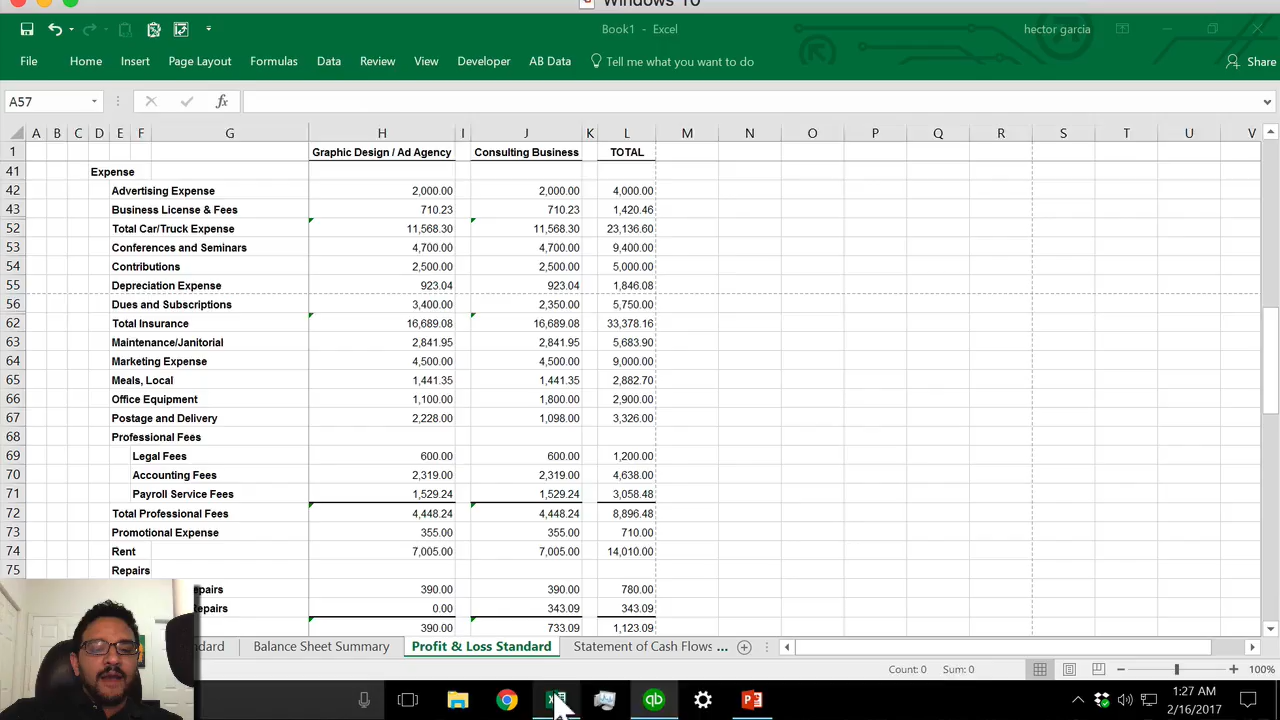 Windows 10
Book1 - Excel
hector garcia
File Home Insert Page Layout Formulas Data Review View Developer AB Data Tell me what you want to do Share
A57 fx
A B C D E F G H I J K L M N O P Q R S T U V
1 Graphic Design / Ad Agency Consulting Business TOTAL
41 Expense
42 Advertising Expense 2,000.00 2,000.00 4,000.00
43 Business License & Fees 710.23 710.23 1,420.46
52 Total Car/Truck Expense 11,568.30 11,568.30 23,136.60
53 Conferences and Seminars 4,700.00 4,700.00 9,400.00
54 Contributions 2,500.00 2,500.00 5,000.00
55 Depreciation Expense 923.04 923.04 1,846.08
56 Dues and Subscriptions 3,400.00 2,350.00 5,750.00
62 Total Insurance 16,689.08 16,689.08 33,378.16
63 Maintenance/Janitorial 2,841.95 2,841.95 5,683.90
64 Marketing Expense 4,500.00 4,500.00 9,000.00
65 Meals, Local 1,441.35 1,441.35 2,882.70
66 Office Equipment 1,100.00 1,800.00 2,900.00
67 Postage and Delivery 2,228.00 1,098.00 3,326.00
68 Professional Fees
69 Legal Fees 600.00 600.00 1,200.00
70 Accounting Fees 2,319.00 2,319.00 4,638.00
71 Payroll Service Fees 1,529.24 1,529.24 3,058.48
72 Total Professional Fees 4,448.24 4,448.24 8,896.48
73 Promotional Expense 355.00 355.00 710.00
74 Rent 7,005.00 7,005.00 14,010.00
75 Repairs
epairs 390.00 390.00 780.00
Repairs 0.00 343.09 343.09
390.00 733.09 1,123.09
dard Balance Sheet Summary Profit & Loss Standard Statement of Cash Flows ...
Count: 0 Sum: 0 100%
qb
1:27 AM
2/16/2017